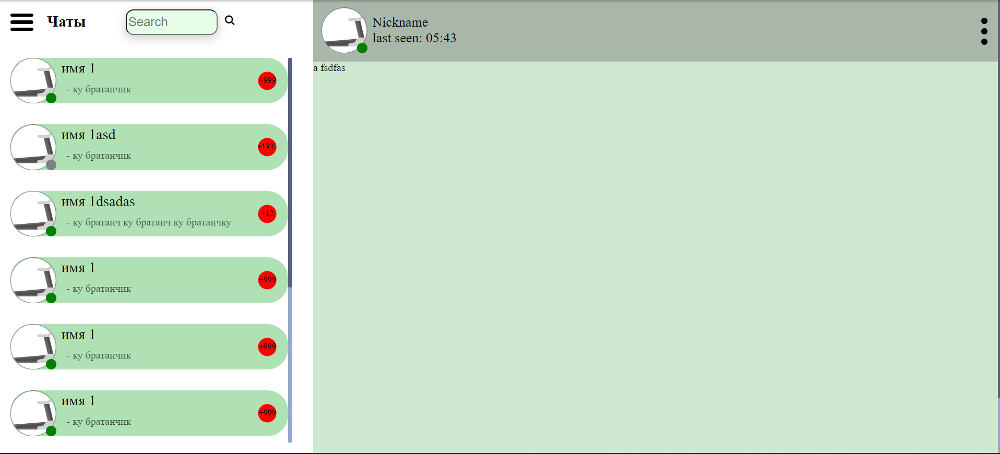 Чаты
Search
имя 1
- ку братанчик
+999
имя 1asd
- ку братанчик
+1332
имя 1dsadas
- ку братанч ку братанч ку братанчку
+12
имя 1
- ку братанчик
+999
имя 1
- ку братанчик
+999
имя 1
- ку братанчик
+999
Nickname
last seen: 05:43
a fsdfas